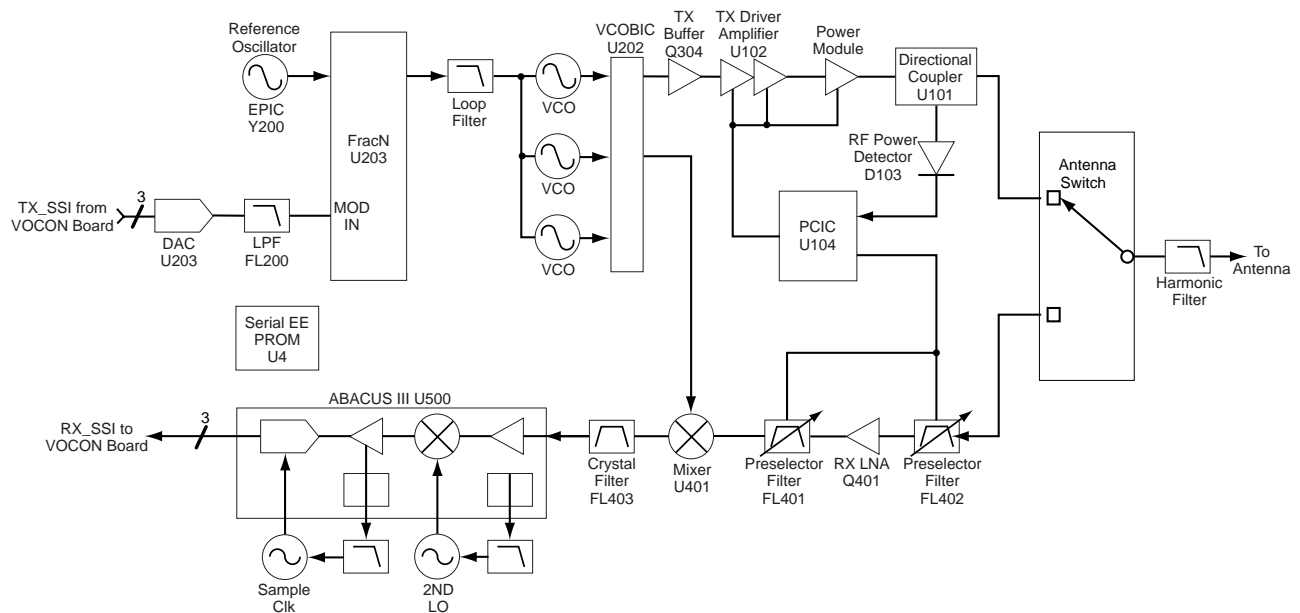 Reference
Oscillator
EPIC
Y200
FracN
U203
MOD
IN
Loop
Filter
VCO
VCO
VCO
VCOBIC
U202
TX
Buffer
Q304
TX Driver
Amplifier
U102
Power
Module
Directional
Coupler
U101
RF Power
Detector
D103
Antenna
Switch
PCIC
U104
To
Antenna
Harmonic
Filter
TX_SSI from
VOCON Board
3
DAC
U203
LPF
FL200
Serial EE
PROM
U4
ABACUS III U500
RX_SSI to
VOCON Board
3
Crystal
Filter
FL403
Mixer
U401
Preselector
Filter
FL401
RX LNA
Q401
Preselector
Filter
FL402
Sample
Clk
2ND
LO